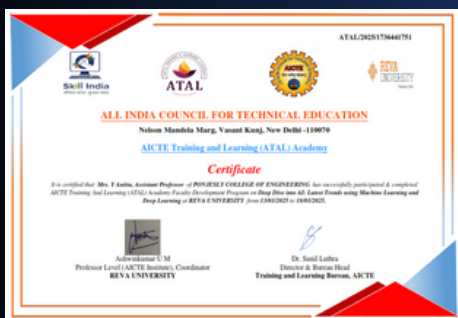 ATAL/2025/1736441751
Skill India
कौशल भारत - कुशल भारत
ATAL
AICTE
REVA
UNIVERSITY
ALL INDIA COUNCIL FOR TECHNICAL EDUCATION
Nelson Mandela Marg, Vasant Kunj, New Delhi -110070
AICTE Training and Learning (ATAL) Academy
Certificate
It is certified that Mrs. Y Anitta, Assistant Professor of PONJESLY COLLEGE OF ENGINEERING has successfully participated & completed
AICTE Training And Learning (ATAL) Academy Faculty Development Program on Deep Dive into AI: Latest Trends using Machine Learning and
Deep Learning at REVA UNIVERSITY from 13/01/2025 to 18/01/2025.
Ashwinkumar U M
Dr. Sunil Luthra
Professor Level (AICTE Institute), Coordinator
Director & Bureau Head
REVA UNIVERSITY
Training and Learning Bureau, AICTE